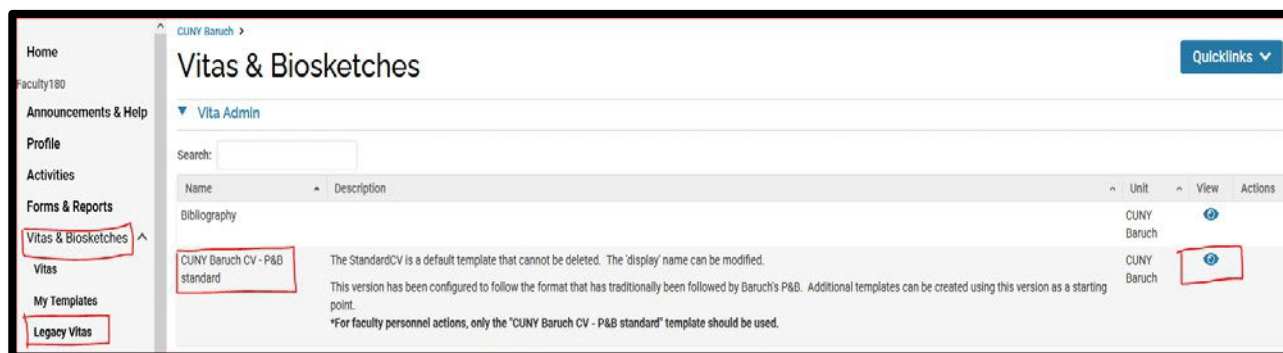 CUNY Baruch >
Vitas & Biosketches
Quicklinks
Home
Faculty180
Announcements & Help
Profile
Activities
Forms & Reports
Vitas & Biosketches
Vitas
My Templates
Legacy Vitas
Vita Admin
Search:
Name Description Unit View Actions
Bibliography CUNY
Baruch
CUNY Baruch CV - P&B
standard
The StandardCV is a default template that cannot be deleted. The 'display' name can be modified.
This version has been configured to follow the format that has traditionally been followed by Baruch's P&B. Additional templates can be created using this version as a starting
point.
*For faculty personnel actions, only the "CUNY Baruch CV - P&B standard" template should be used.
CUNY
Baruch